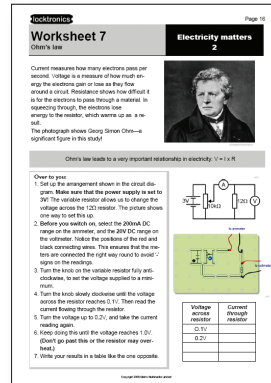 locktronics
Page 16
Worksheet 7
Ohm's law
Electricity matters
2
Current measures how many electrons pass per
second. Voltage is a measure of how much en-
ergy the electrons gain or lose as they flow
around a circuit. Resistance shows how difficult it
is for the electrons to pass through a material. In
squeezing through, the electrons lose
energy to the resistor, which warms up as a re-
sult.
The photograph shows Georg Simon Ohm—a
significant figure in this study!
Ohm's law leads to a very important relationship in electricity: V = I x R
Over to you:
1. Set up the arrangement shown in the circuit dia-
gram. Make sure that the power supply is set to
3V! The variable resistor allows us to change the
voltage across the 12Ω resistor. The picture shows
one way to set this up.
2. Before you switch on, select the 200mA DC
range on the ammeter, and the 20V DC range on
the voltmeter. Notice the positions of the red and
black connecting wires. This ensures that the me-
ters are connected the right way round to avoid '-'
signs on the readings.
3. Turn the knob on the variable resistor fully anti-
clockwise, to set the voltage supplied to a mini-
mum.
4. Turn the knob slowly clockwise until the voltage
across the resistor reaches 0.1V. Then read the
current flowing through the resistor.
5. Turn the voltage up to 0.2V, and take the current
reading again.
6. Keep doing this until the voltage reaches 1.0V.
(Don't go past this or the resistor may over-
heat.)
7. Write your results in a table like the one opposite.
A
3V
10kΩ
12Ω
V
to ammeter
to voltmeter
Voltage across resistor
Current through resistor
0.1V
0.2V